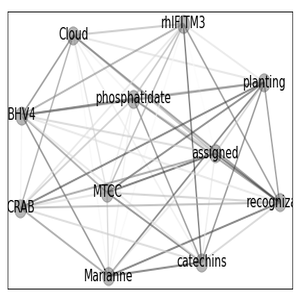 rhIFITM3
Cloud
planting
phosphatidate
BHV4
assigned
MTCC
recogniza
CRAB
catechins
Marianne